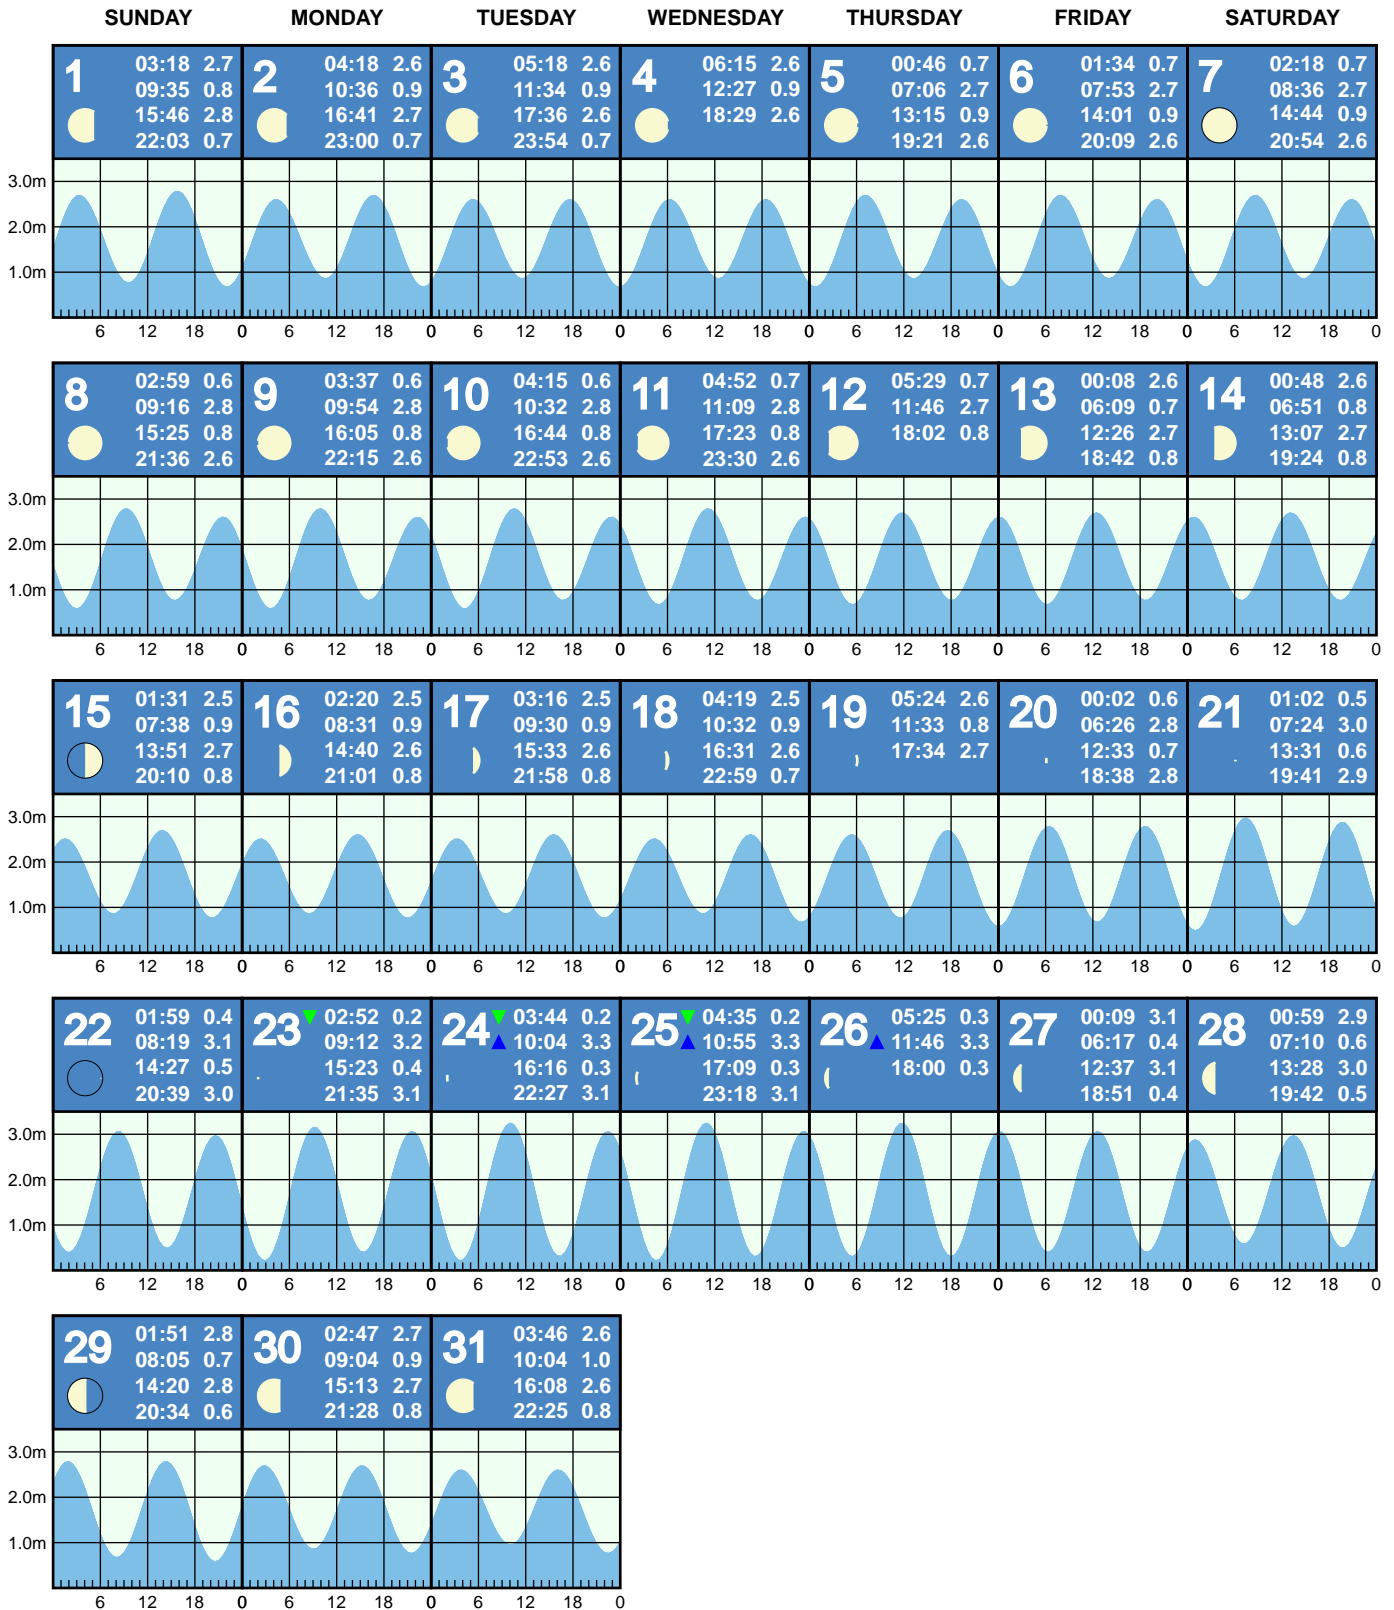 SUNDAY MONDAY TUESDAY WEDNESDAY THURSDAY FRIDAY SATURDAY
1 03:18 2.7
09:35 0.8
15:46 2.8
22:03 0.7
2 04:18 2.6
10:36 0.9
16:41 2.7
23:00 0.7
3 05:18 2.6
11:34 0.9
17:36 2.6
23:54 0.7
4 06:15 2.6
12:27 0.9
18:29 2.6
5 00:46 0.7
07:06 2.7
13:15 0.9
19:21 2.6
6 01:34 0.7
07:53 2.7
14:01 0.9
20:09 2.6
7 02:18 0.7
08:36 2.7
14:44 0.9
20:54 2.6
3.0m
2.0m
1.0m
6 12 18 0 6 12 18 0 6 12 18 0 6 12 18 0 6 12 18 0 6 12 18 0 6 12 18 0
8 02:59 0.6
09:16 2.8
15:25 0.8
21:36 2.6
9 03:37 0.6
09:54 2.8
16:05 0.8
22:15 2.6
10 04:15 0.6
10:32 2.8
16:44 0.8
22:53 2.6
11 04:52 0.7
11:09 2.8
17:23 0.8
23:30 2.6
12 05:29 0.7
11:46 2.7
18:02 0.8
13 00:08 2.6
06:09 0.7
12:26 2.7
18:42 0.8
14 00:48 2.6
06:51 0.8
13:07 2.7
19:24 0.8
3.0m
2.0m
1.0m
6 12 18 0 6 12 18 0 6 12 18 0 6 12 18 0 6 12 18 0 6 12 18 0 6 12 18 0
15 01:31 2.5
07:38 0.9
13:51 2.7
20:10 0.8
16 02:20 2.5
08:31 0.9
14:40 2.6
21:01 0.8
17 03:16 2.5
09:30 0.9
15:33 2.6
21:58 0.8
18 04:19 2.5
10:32 0.9
16:31 2.6
22:59 0.7
19 05:24 2.6
11:33 0.8
17:34 2.7
20 00:02 0.6
06:26 2.8
12:33 0.7
18:38 2.8
21 01:02 0.5
07:24 3.0
13:31 0.6
19:41 2.9
3.0m
2.0m
1.0m
6 12 18 0 6 12 18 0 6 12 18 0 6 12 18 0 6 12 18 0 6 12 18 0 6 12 18 0
22 01:59 0.4
08:19 3.1
14:27 0.5
20:39 3.0
23 02:52 0.2
09:12 3.2
15:23 0.4
21:35 3.1
24 03:44 0.2
10:04 3.3
16:16 0.3
22:27 3.1
25 04:35 0.2
10:55 3.3
17:09 0.3
23:18 3.1
26 05:25 0.3
11:46 3.3
18:00 0.3
27 00:09 3.1
06:17 0.4
12:37 3.1
18:51 0.4
28 00:59 2.9
07:10 0.6
13:28 3.0
19:42 0.5
3.0m
2.0m
1.0m
6 12 18 0 6 12 18 0 6 12 18 0 6 12 18 0 6 12 18 0 6 12 18 0 6 12 18 0
29 01:51 2.8
08:05 0.7
14:20 2.8
20:34 0.6
30 02:47 2.7
09:04 0.9
15:13 2.7
21:28 0.8
31 03:46 2.6
10:04 1.0
16:08 2.6
22:25 0.8
3.0m
2.0m
1.0m
6 12 18 0 6 12 18 0 6 12 18 0